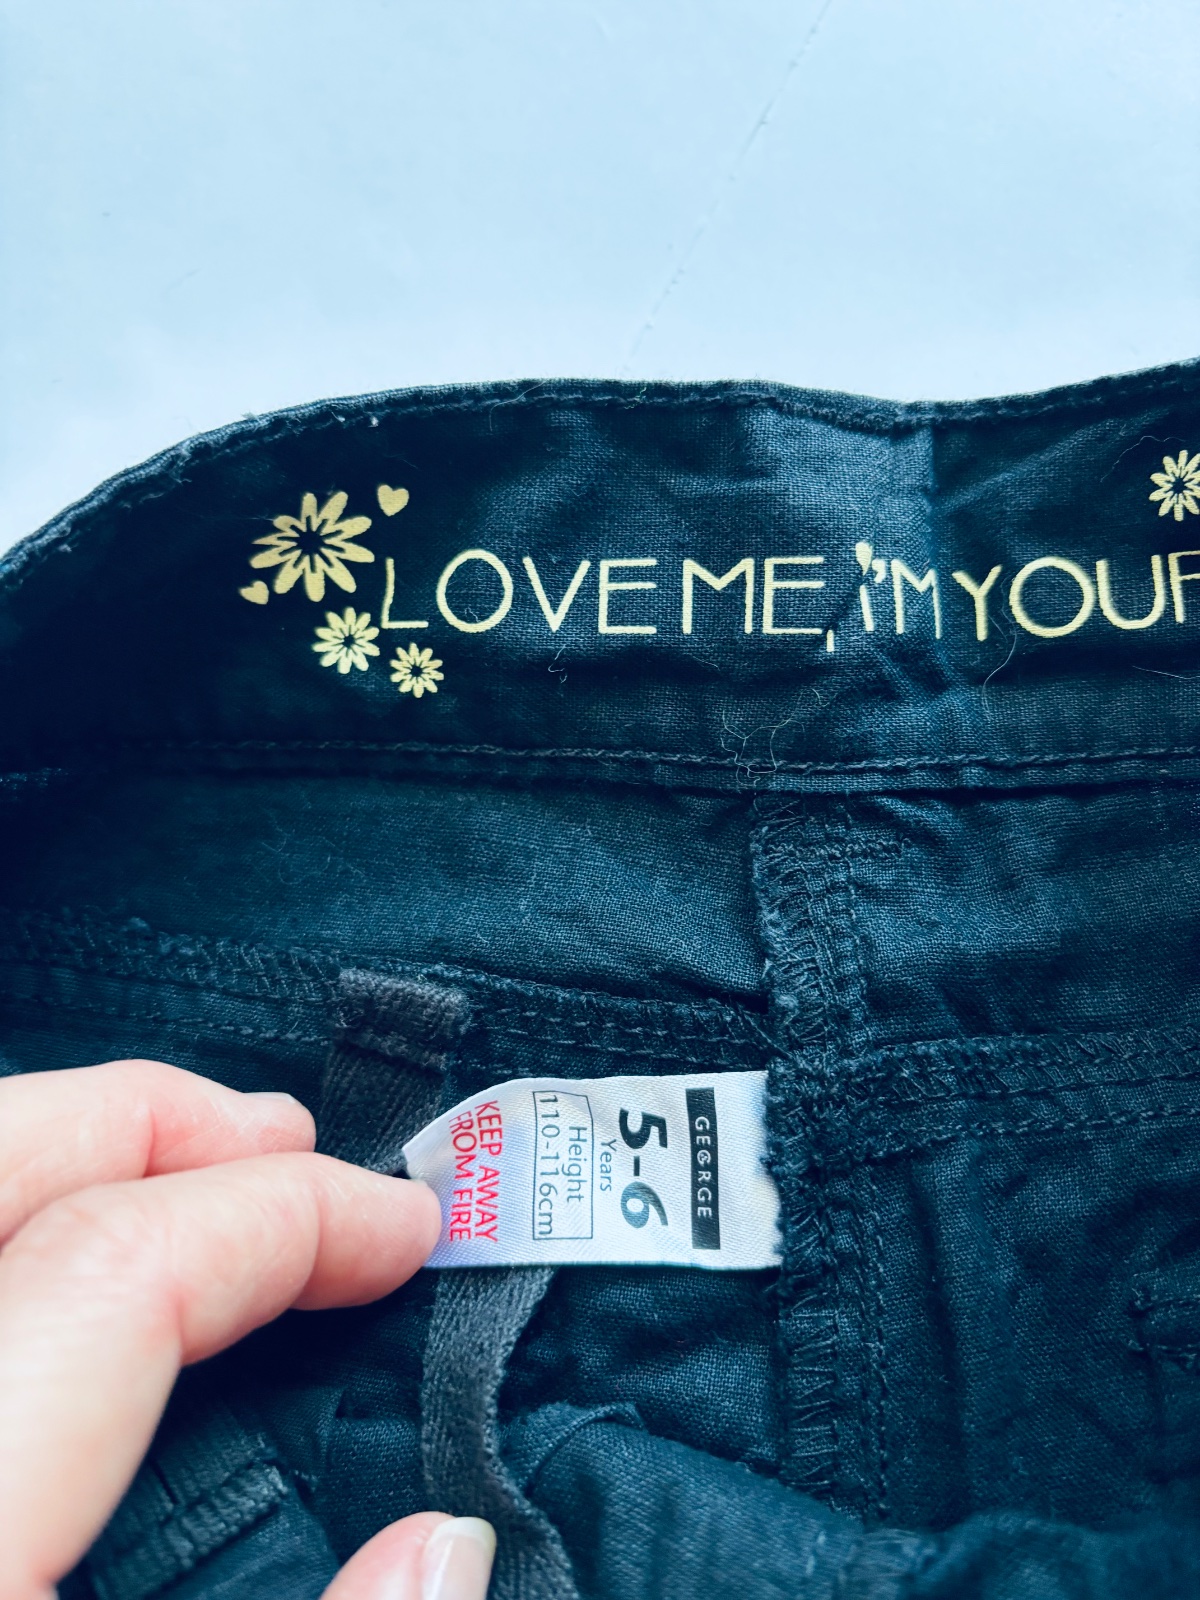 LOVE ME, I'M YOUR
GEORGE
5-6
Years
Height
110-116cm
KEEP AWAY
FROM FIRE